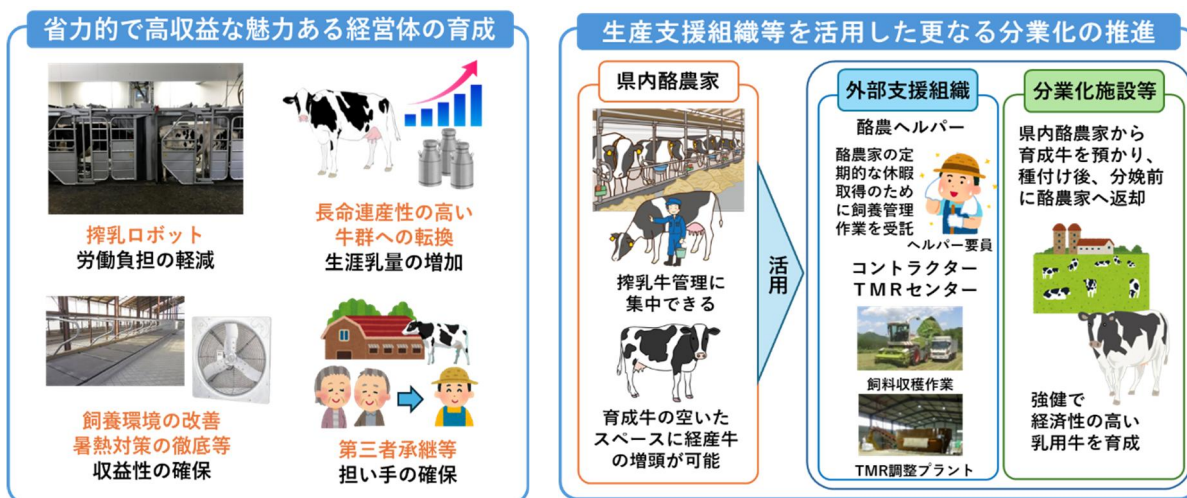 省力的で高収益な魅力ある経営体の育成
搾乳ロボット
労働負担の軽減
長命連産性の高い
牛群への転換
生涯乳量の増加
飼養環境の改善
暑熱対策の徹底等
収益性の確保
第三者承継等
担い手の確保
生産支援組織等を活用した更なる分業化の推進
県内酪農家
搾乳牛管理に
集中できる
育成牛の空いた
スペースに経産牛
の増頭が可能
活用
外部支援組織
酪農ヘルパー
酪農家の定
期的な休暇
取得のため
に飼養管理
作業を受託
ヘルパー要員
コントラクター
TMRセンター
飼料収穫作業
TMR調整プラント
分業化施設等
県内酪農家から
育成牛を預かり、
種付け後、分娩前
に酪農家へ返却
強健で
経済性の高い
乳用牛を育成